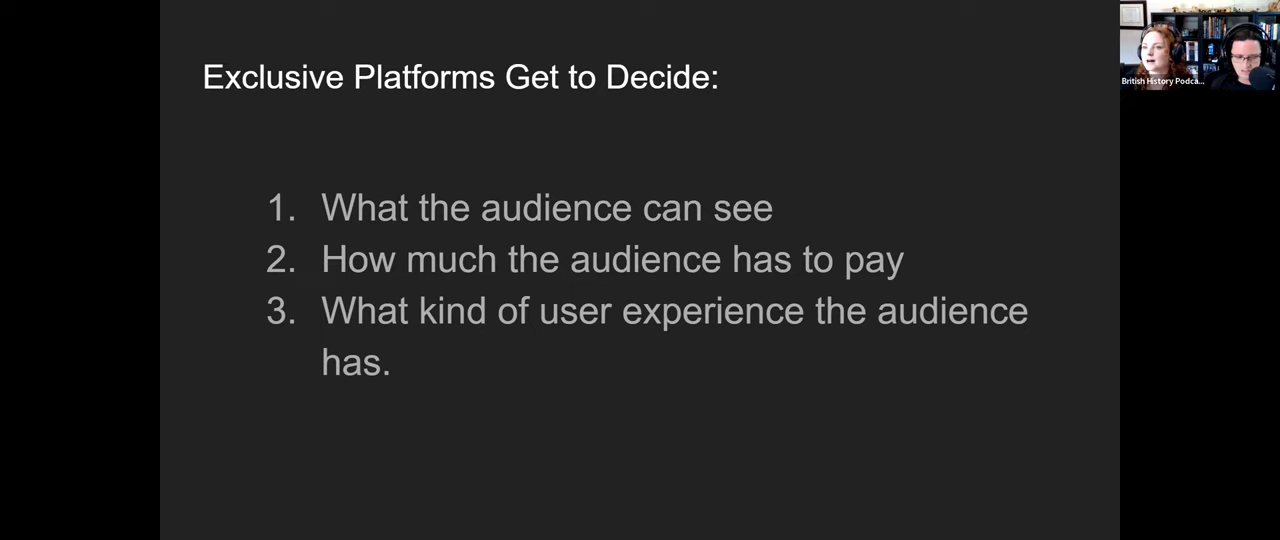 Exclusive Platforms Get to Decide:
1. What the audience can see
2. How much the audience has to pay
3. What kind of user experience the audience
has.
British History Podca...